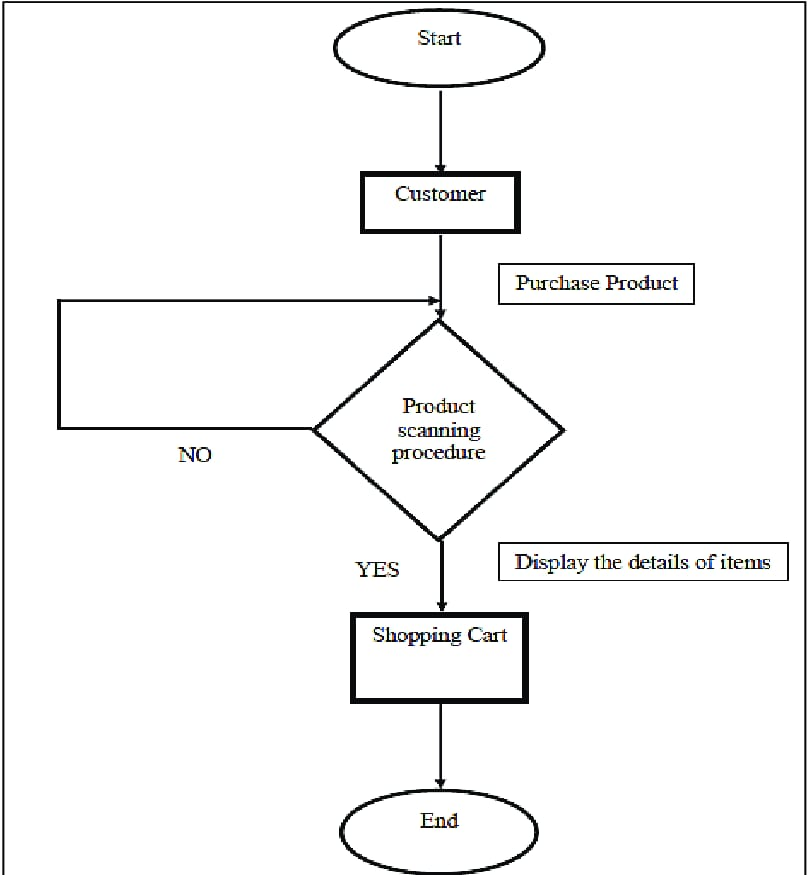 Start
Customer
Purchase Product
Product
scanning
procedure
NO
YES
Display the details of items
Shopping Cart
End